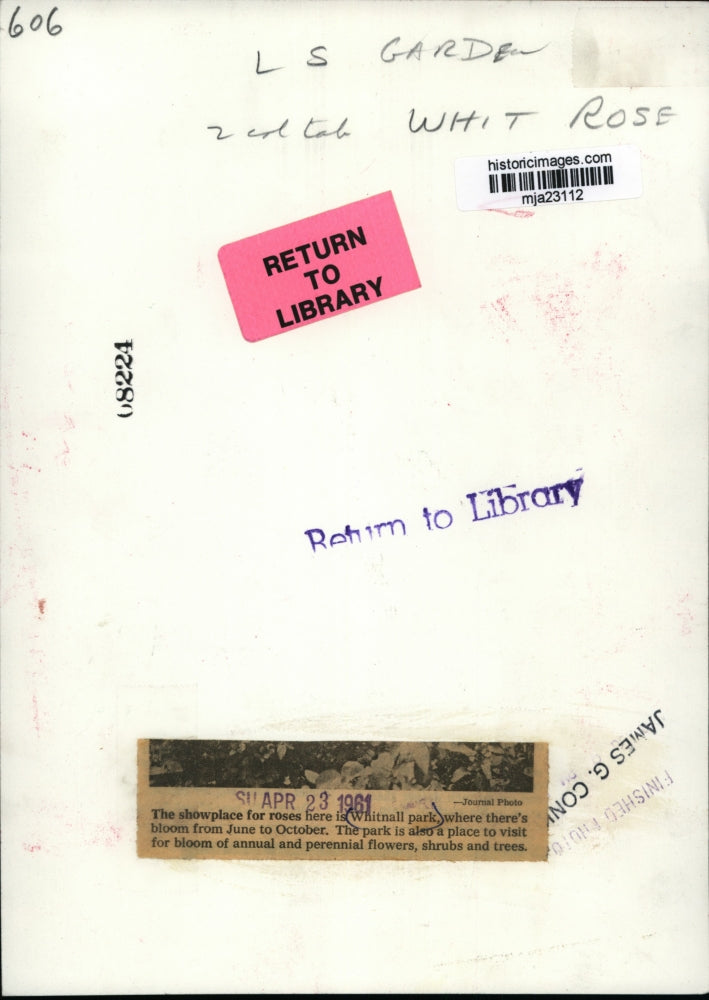 606
L S GARDEN
2 col tab WHIT ROSE
historicimages.com
mja23112
RETURN
TO
LIBRARY
08224
Return to Library
JAMES G. CON
FINISHED PHOTO
SU APR 23 1961
—Journal Photo
The showplace for roses here is (Whitnall park,) where there's
bloom from June to October. The park is also a place to visit
for bloom of annual and perennial flowers, shrubs and trees.